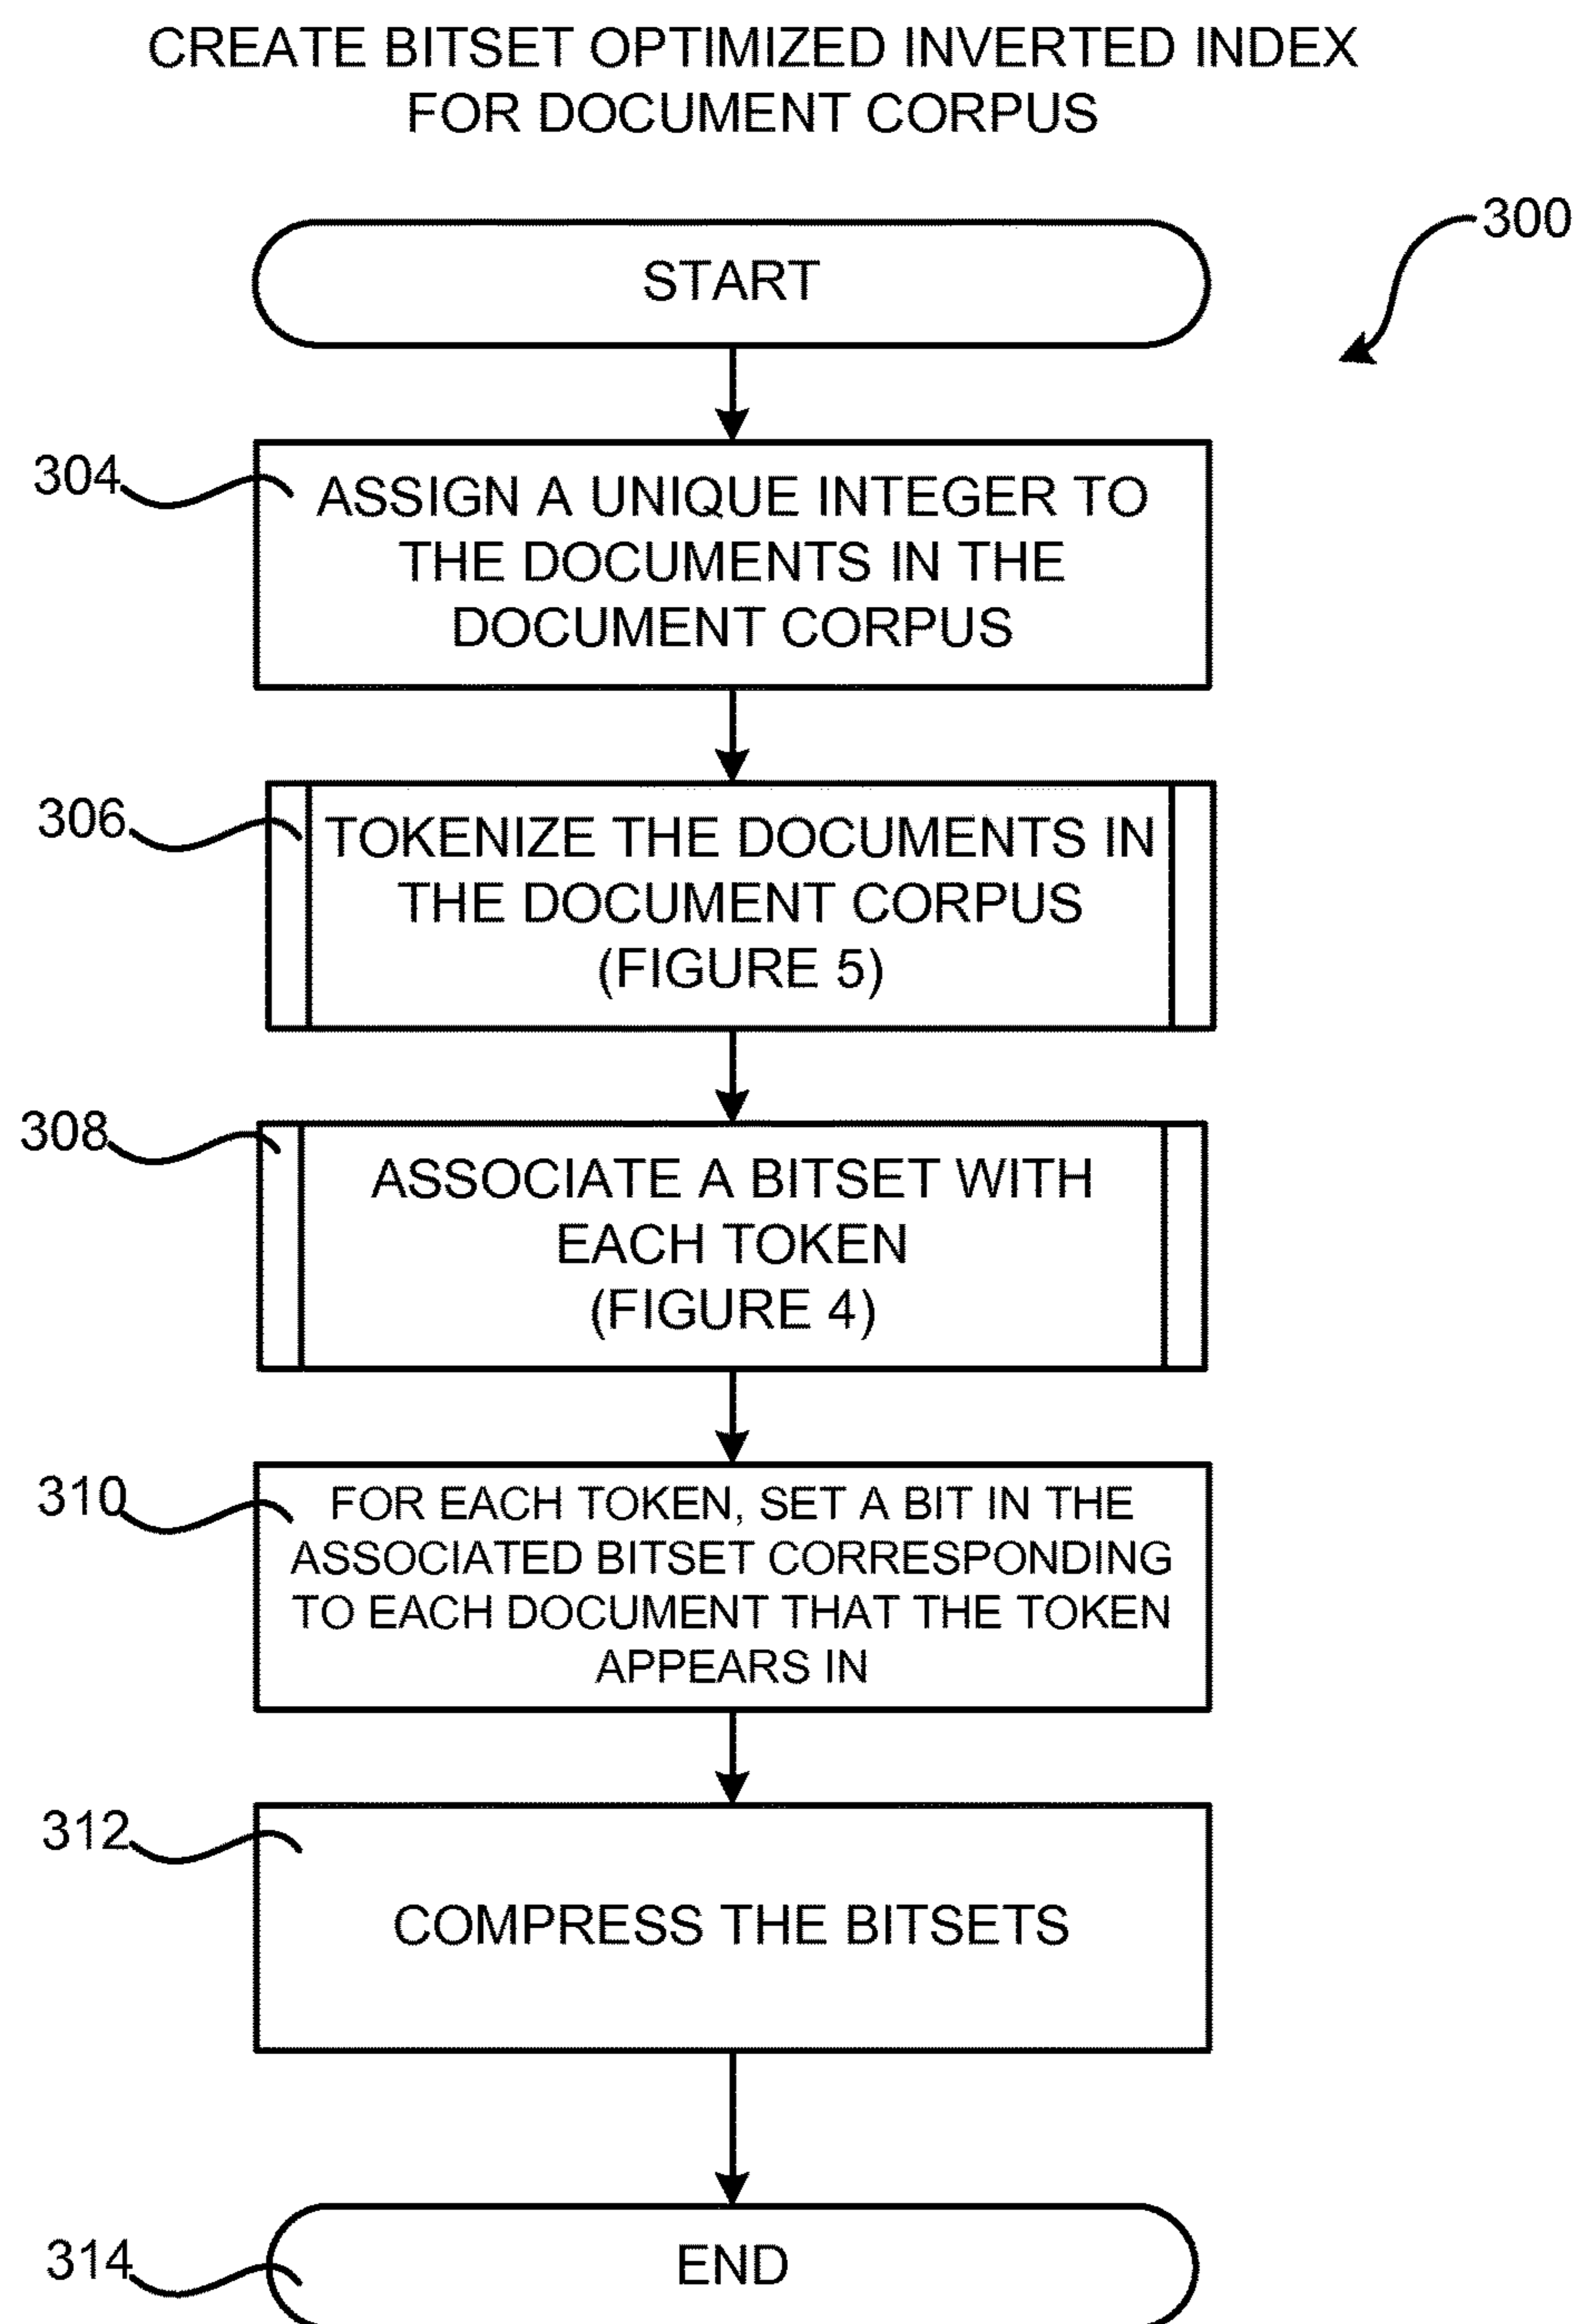 CREATE BITSET OPTIMIZED INVERTED INDEX
FOR DOCUMENT CORPUS
300
START
304
ASSIGN A UNIQUE INTEGER TO
THE DOCUMENTS IN THE
DOCUMENT CORPUS
306
TOKENIZE THE DOCUMENTS IN
THE DOCUMENT CORPUS
(FIGURE 5)
308
ASSOCIATE A BITSET WITH
EACH TOKEN
(FIGURE 4)
310
FOR EACH TOKEN, SET A BIT IN THE
ASSOCIATED BITSET CORRESPONDING
TO EACH DOCUMENT THAT THE TOKEN
APPEARS IN
312
COMPRESS THE BITSETS
314
END